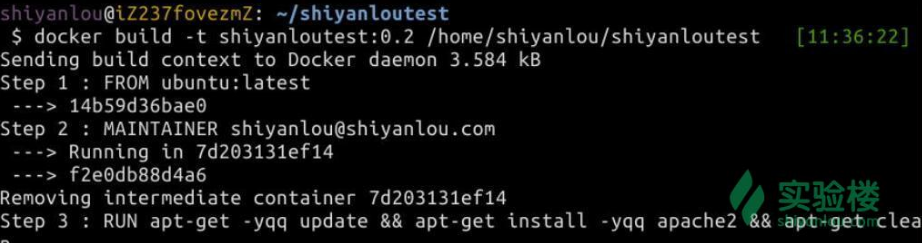 shiyanlou@iZ237fovezmZ: ~/shiyanloutest
$ docker build -t shiyanloutest:0.2 /home/shiyanlou/shiyanloutest [11:36:22]
Sending build context to Docker daemon 3.584 kB
Step 1 : FROM ubuntu:latest
---> 14b59d36bae0
Step 2 : MAINTAINER shiyanlou@shiyanlou.com
---> Running in 7d203131ef14
---> f2e0db88d4a6
Removing intermediate container 7d203131ef14
Step 3 : RUN apt-get -yqq update && apt-get install -yqq apache2 && apt-get clea
n
实验楼
shiyanlou.com